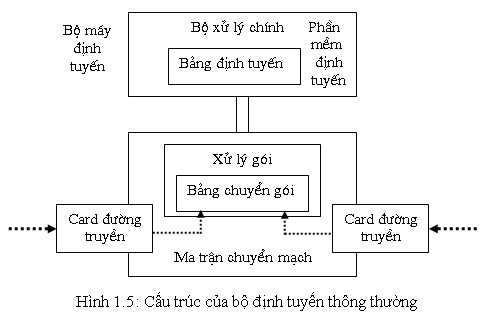 Bộ máy
định
tuyến
Bộ xử lý chính
Bảng định tuyến
Phần
mềm định
tuyến
Xử lý gói
Bảng chuyển gói
Card đường
truyền
Card đường
truyền
Ma trận chuyển mạch
Hình 1.5: Cấu trúc của bộ định tuyến thông thường